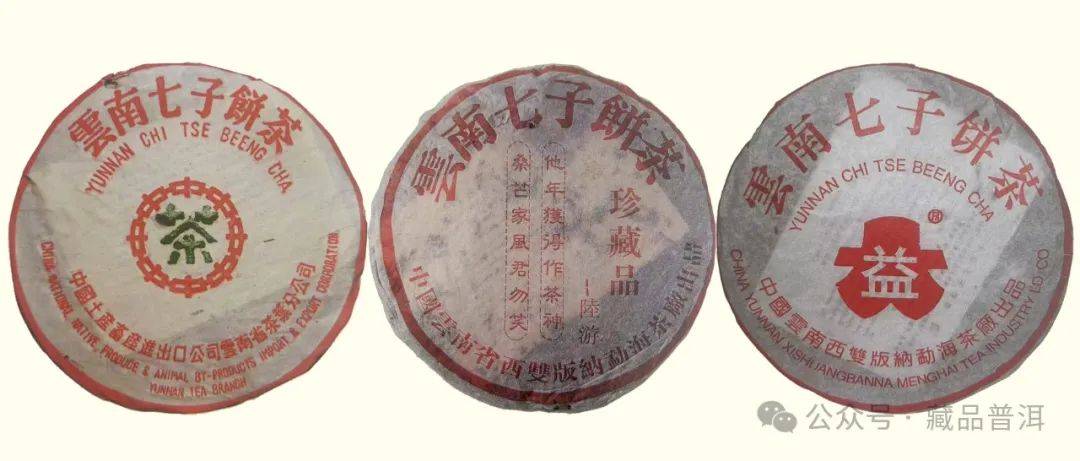 雲南七子餅茶
YUNNAN CHI TSE BEENG CHA
茶
中國土產畜產進出口公司雲南省茶葉分公司
CHINA NATIONAL NATIVE PRODUCE & ANIMAL BY-PRODUCTS IMPORT & EXPORT CORPORATION
YUNNAN TEA BRANCH
雲南七子餅茶
珍藏品
他年獲得作茶神
桑苎家風君勿笑
--陸游
中國雲南省西雙版納勐海茶廠出品
雲南七子饼茶
YUNNAN CHI TSE BEENG CHA
益
中國雲南西雙版納勐海茶廠出品
CHINA YUNNAN XISHUANGBANNA MENGHAI TEA INDUSTRY LD CO
公众号 · 藏品普洱